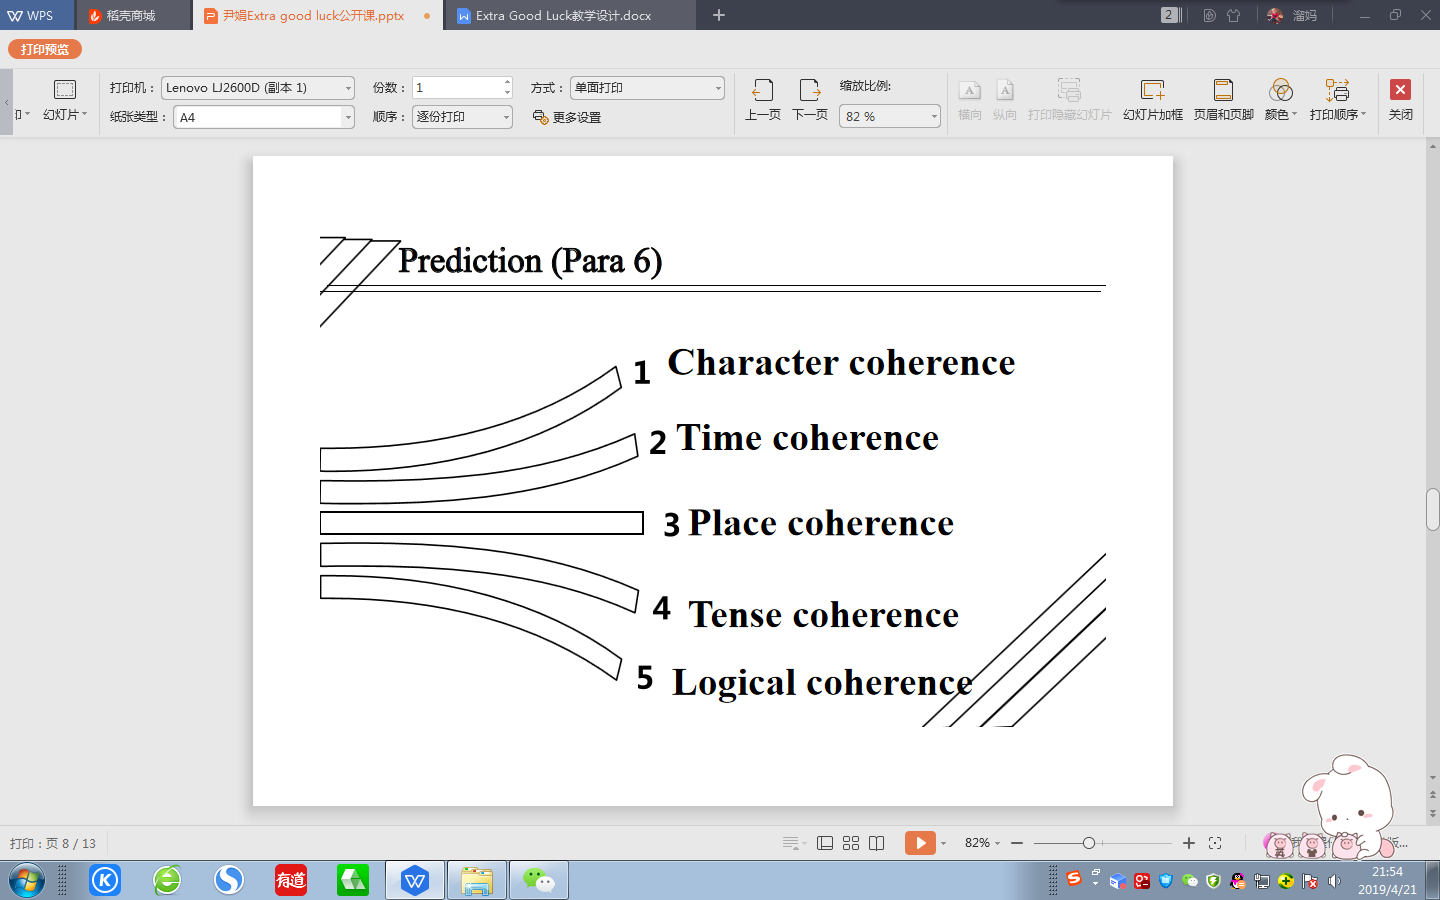 WPS
稻壳商城
尹娟Extra good luck公开课.pptx
Extra Good Luck教学设计.docx
2
溜妈
打印预览
打印机：
Lenovo LJ2600D (副本 1)
份数：
1
方式：
单面打印
缩放比例:
幻灯片
纸张类型：
A4
顺序：
逐份打印
更多设置
上一页
下一页
82 %
横向
纵向
打印隐藏幻灯片
幻灯片加框
页眉和页脚
颜色
打印顺序
关闭
Prediction (Para 6)
1 Character coherence
2 Time coherence
3 Place coherence
4 Tense coherence
5 Logical coherence
打印：页 8 / 13
82%
有道
21:54
2019/4/21